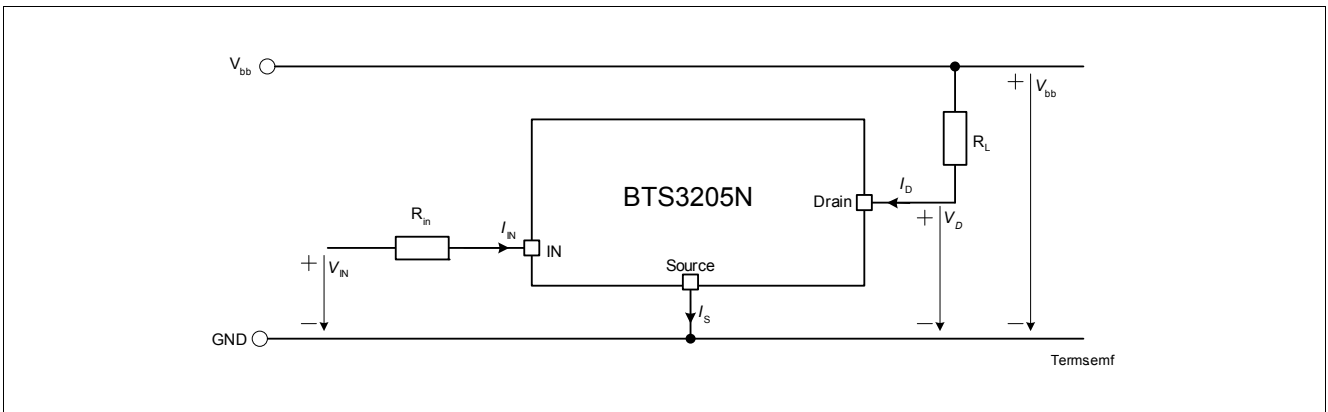 V_bb
+ V_bb
R_L
BTS3205N
Drain
I_D
+ V_D
R_in
I_IN
IN
+ V_IN
Source
I_S
− − −
GND
Termsemf